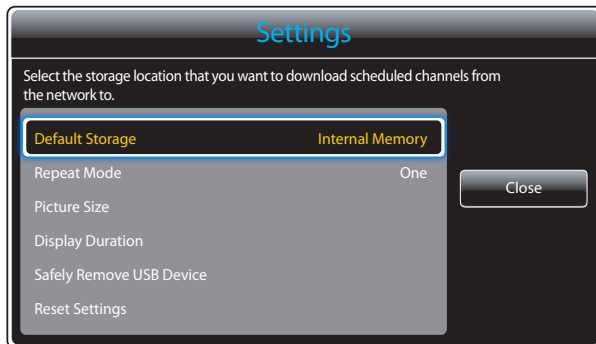 Settings
Select the storage location that you want to download scheduled channels from
the network to.
Default Storage Internal Memory
Repeat Mode One
Close
Picture Size
Display Duration
Safely Remove USB Device
Reset Settings